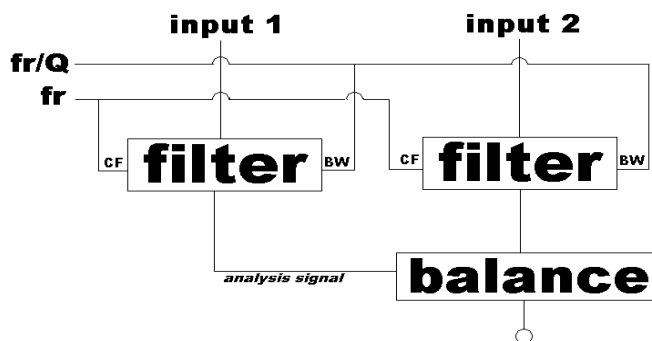 input 1
input 2
fr/Q
fr
CF
filter
BW
CF
filter
BW
analysis signal
balance